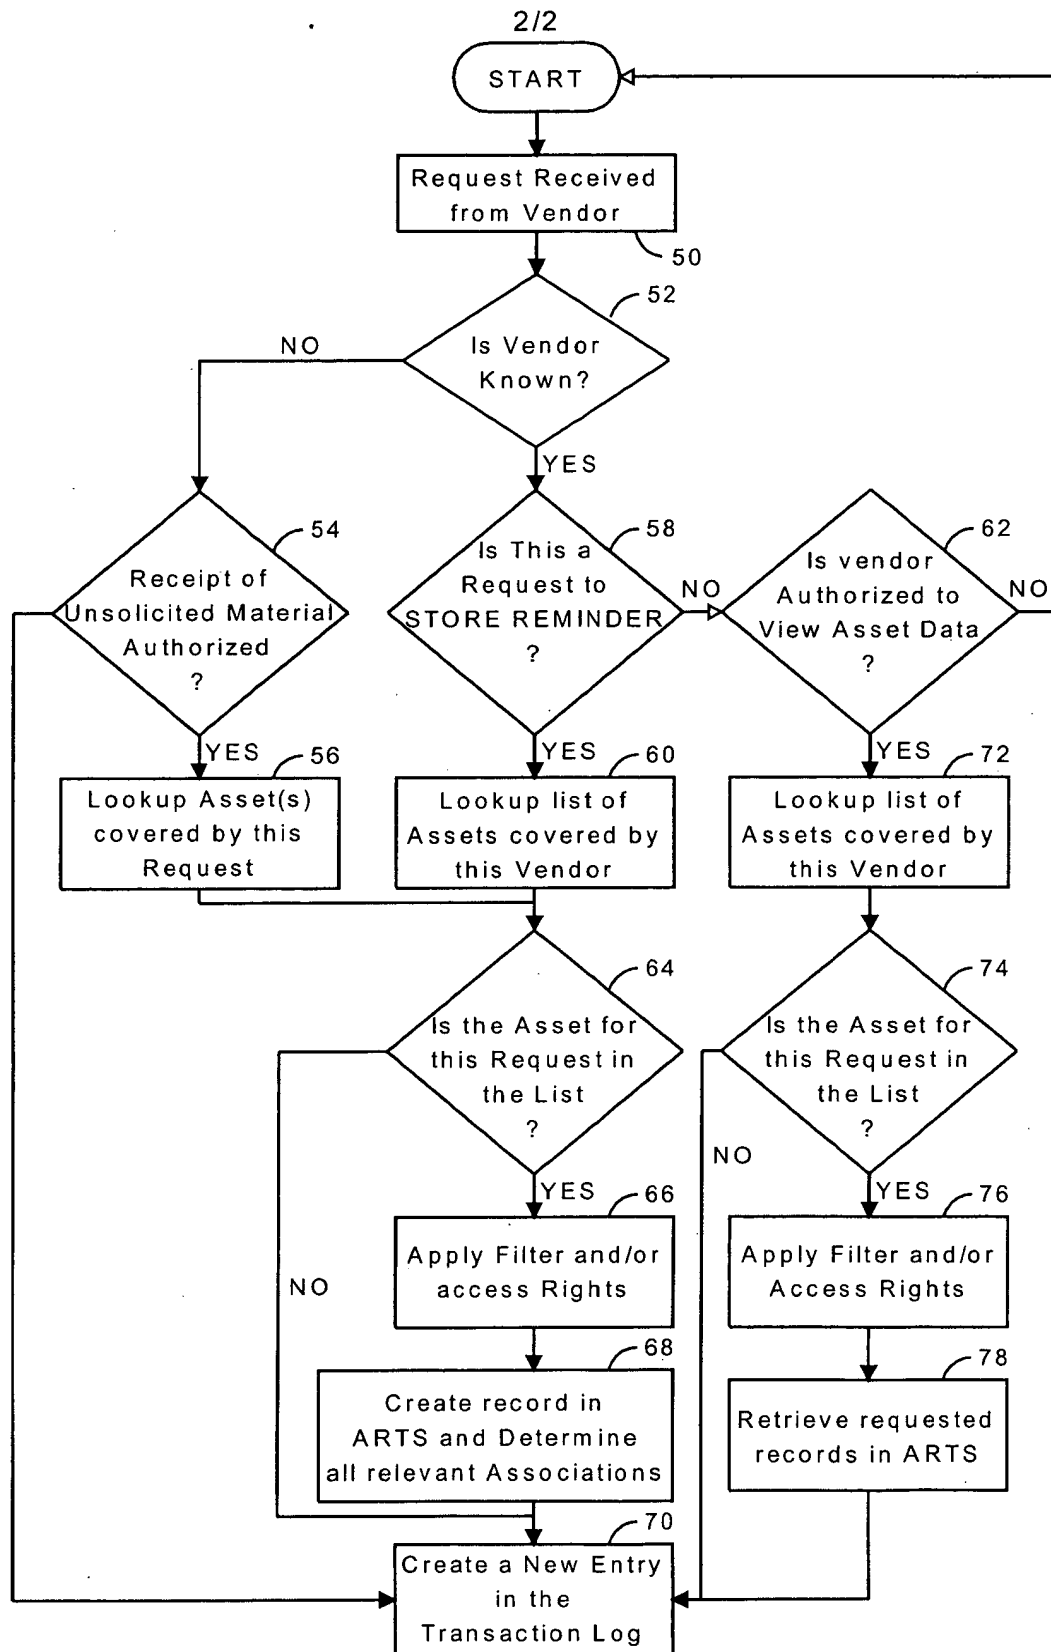 2/2
START
Request Received
from Vendor
50
52
NO
Is Vendor
Known?
YES
54
Receipt of
Unsolicited Material
Authorized
?
58
Is This a
Request to
STORE REMINDER
?
NO
62
Is vendor
Authorized to
View Asset Data
?
NO
YES
56
Lookup Asset(s)
covered by this
Request
YES
60
Lookup list of
Assets covered by
this Vendor
YES
72
Lookup list of
Assets covered by
this Vendor
64
Is the Asset for
this Request in
the List
?
74
Is the Asset for
this Request in
the List
?
NO
NO
YES
66
Apply Filter and/or
access Rights
YES
76
Apply Filter and/or
Access Rights
68
Create record in
ARTS and Determine
all relevant Associations
78
Retrieve requested
records in ARTS
70
Create a New Entry
in the
Transaction Log